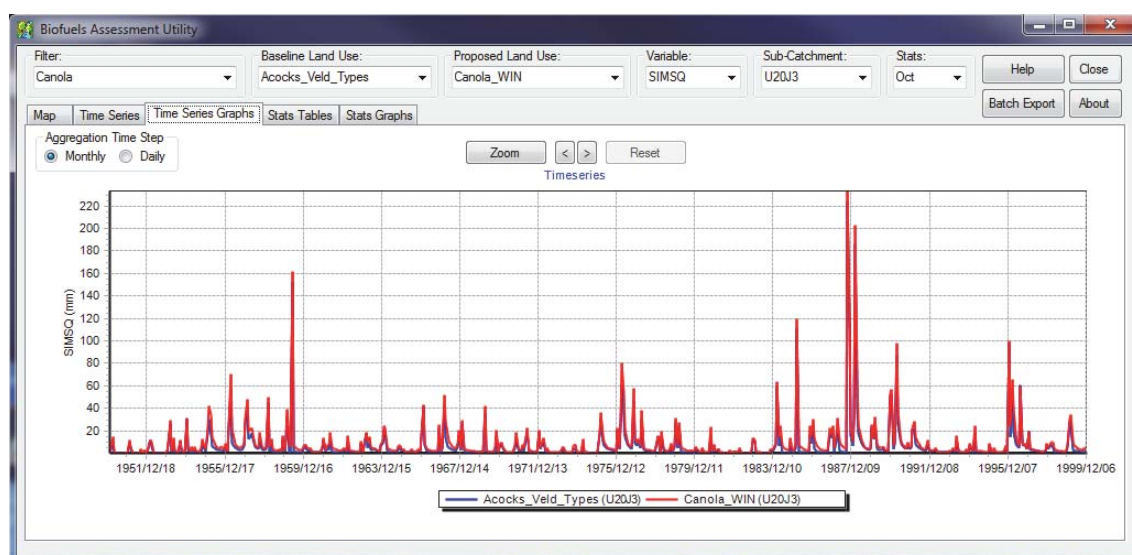 Biofuels Assessment Utility
Filter: Baseline Land Use: Proposed Land Use: Variable: Sub-Catchment: Stats:
Canola Acocks_Veld_Types Canola_WIN SIMSQ U20J3 Oct Help Close
Batch Export About
Map Time Series Time Series Graphs Stats Tables Stats Graphs
Aggregation Time Step
Monthly Daily Zoom < > Reset
Timeseries
220
200
180
160
140
120
100
80
60
40
20
SIMSQ (mm)
1951/12/18 1955/12/17 1959/12/16 1963/12/15 1967/12/14 1971/12/13 1975/12/12 1979/12/11 1983/12/10 1987/12/09 1991/12/08 1995/12/07 1999/12/06
Acocks_Veld_Types (U20J3) Canola_WIN (U20J3)